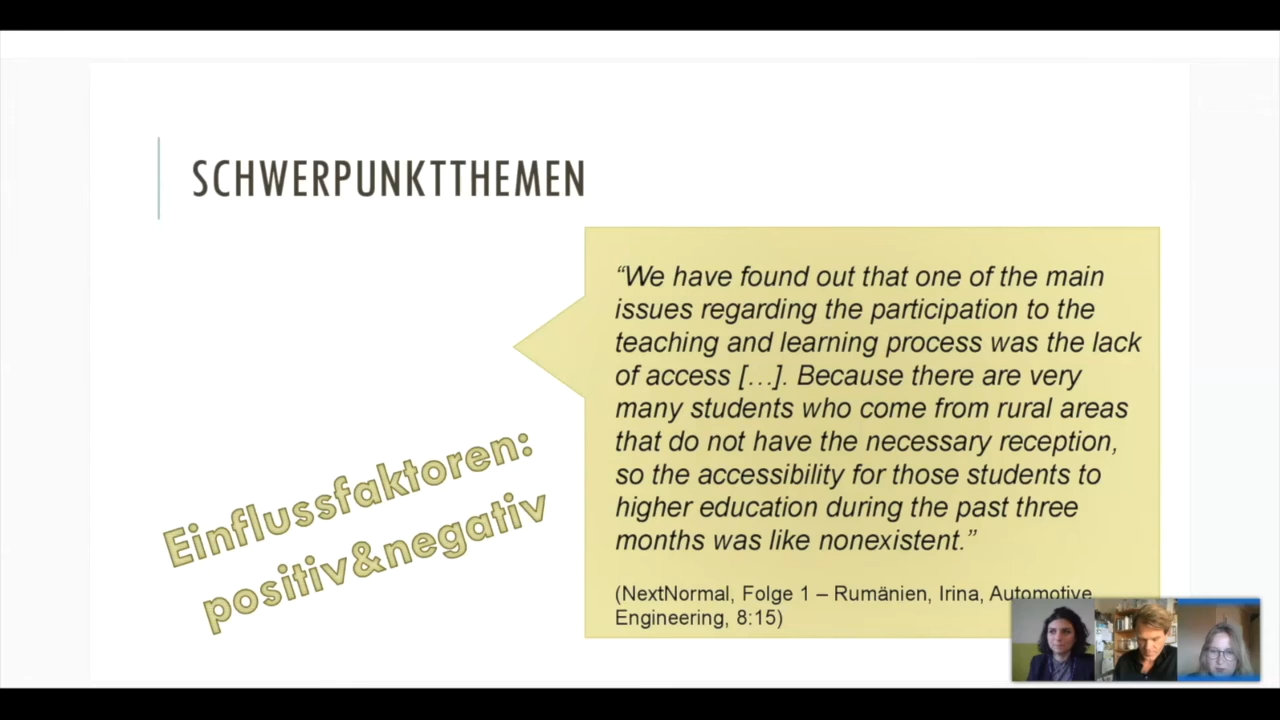 SCHWERPUNKTTHEMEN
“We have found out that one of the main
issues regarding the participation to the
teaching and learning process was the lack
of access […]. Because there are very
many students who come from rural areas
that do not have the necessary reception,
so the accessibility for those students to
higher education during the past three
months was like nonexistent.”
(NextNormal, Folge 1 – Rumänien, Irina, Automotive
Engineering, 8:15)
Einflussfaktoren:
positiv&negativ